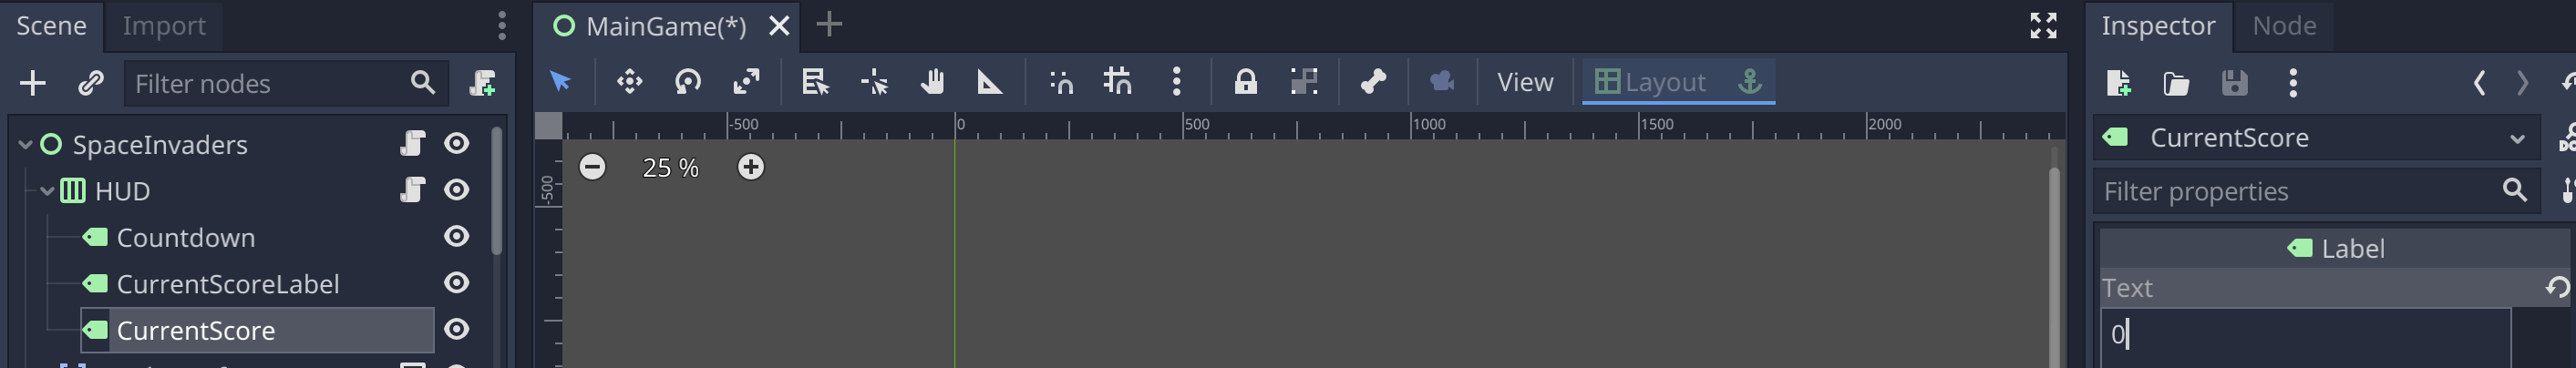 Scene Import
Filter nodes
SpaceInvaders
HUD
Countdown
CurrentScoreLabel
CurrentScore
MainGame(*)
View Layout
-500 0 500 1000 1500 2000
25 %
-500
Inspector Node
CurrentScore
Filter properties
Label
Text
0